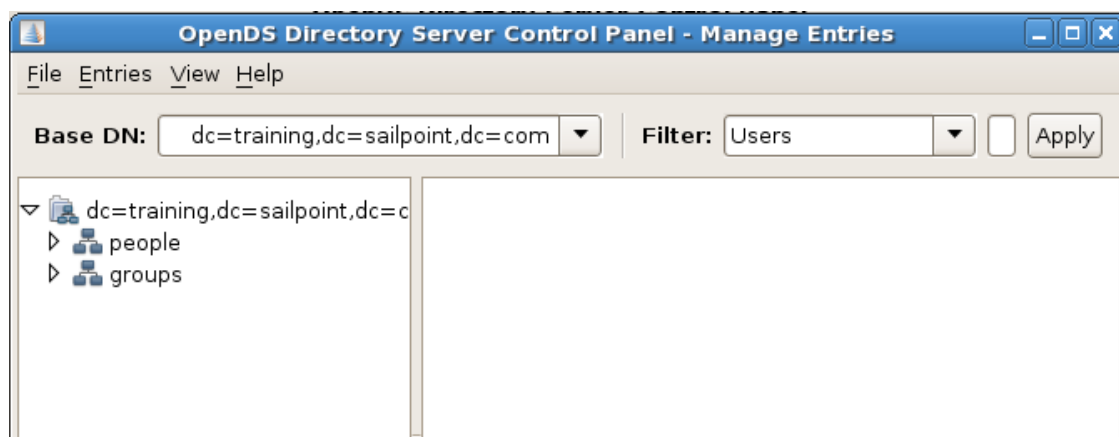 OpenDS Directory Server Control Panel - Manage Entries
File Entries View Help
Base DN: dc=training,dc=sailpoint,dc=com Filter: Users Apply
dc=training,dc=sailpoint,dc=c
people
groups